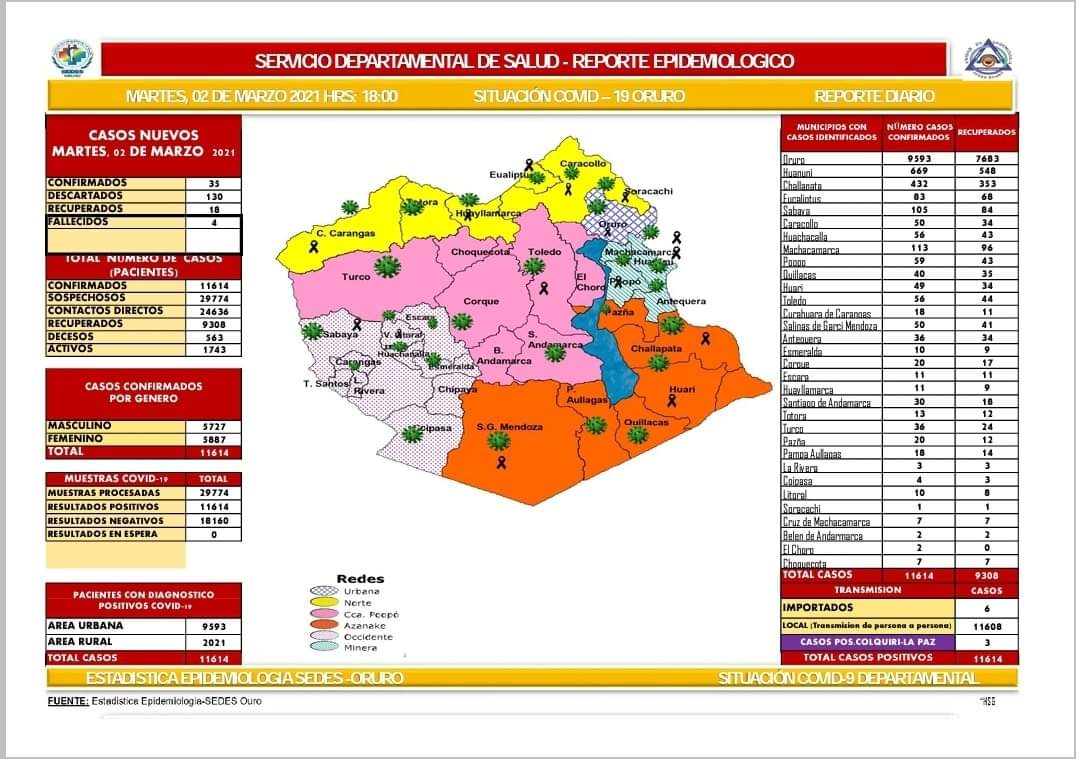 SERVICIO DEPARTAMENTAL DE SALUD - REPORTE EPIDEMIOLOGICO
MARTES, 02 DE MARZO 2021 HRS: 18:00 SITUACIÓN COVID – 19 ORURO REPORTE DIARIO
CASOS NUEVOS
MARTES, 02 DE MARZO 2021
CONFIRMADOS 35
DESCARTADOS 130
RECUPERADOS 18
FALLECIDOS 4
TOTAL NUMERO DE CASOS
(PACIENTES)
CONFIRMADOS 11614
SOSPECHOSOS 29774
CONTACTOS DIRECTOS 24636
RECUPERADOS 9308
DECESOS 563
ACTIVOS 1743
CASOS CONFIRMADOS
POR GENERO
MASCULINO 5727
FEMENINO 5887
TOTAL 11614
MUESTRAS COVID-19 TOTAL
MUESTRAS PROCESADAS 29774
RESULTADOS POSITIVOS 11614
RESULTADOS NEGATIVOS 18160
RESULTADOS EN ESPERA 0
PACIENTES CON DIAGNOSTICO
POSITIVOS COVID-19
AREA URBANA 9593
AREA RURAL 2021
TOTAL CASOS 11614
Caracollo
Soracachi
Huayllamarca
C. Carangas
Oruro
Choquecota
Toledo
Machacamarca
Turco
El
Choro
Poopó
Antequera
Corque
Pazña
Sabaya
S.
Andamarca
B.
Andamarca
Challapata
Huachacalla
Carangas
Esmeralda
T. Santos
L.
Rivera
Chipaya
P.
Aullagas
Huari
S.G. Mendoza
Quillacas
Redes
Urbana
Norte
Cca. Poopó
Azanake
Occidente
Minera
MUNICIPIOS CON
CASOS IDENTIFICADOS
NÚMERO CASOS
CONFIRMADOS
RECUPERADOS
Oruro 9593 7683
Huanuni 669 548
Challapata 432 353
Eucaliptus 83 68
Sabaya 105 84
Caracollo 50 34
Huachacalla 56 43
Machacamarca 113 96
Poopo 59 43
Quillacas 40 35
Huari 49 34
Toledo 56 44
Curahuara de Carangas 18 11
Salinas de Garci Mendoza 50 41
Antequera 36 34
Esmeralda 10 9
Corque 20 17
Escara 11 11
Huayllamarca 11 9
Santiago de Andamarca 30 18
Totora 13 12
Turco 36 24
Pazña 20 12
Pampa Aullagas 18 14
La Rivera 3 3
Coipasa 4 3
Litoral 10 8
Soracachi 1 1
Cruz de Machacamarca 7 7
Belen de Andarmarca 2 2
El Choro 2 0
Choquecota 7 7
TOTAL CASOS 11614 9308
TRANSMISION CASOS
IMPORTADOS 6
LOCAL (Transmision de persona a persona) 11608
CASOS POS.COLQUIRI-LA PAZ 3
TOTAL CASOS POSITIVOS 11614
ESTADISTICA EPIDEMIOLOGIA SEDES -ORURO SITUACIÓN COVID-9 DEPARTAMENTAL
FUENTE: Estadistica Epidemiologia-SEDES Ouro